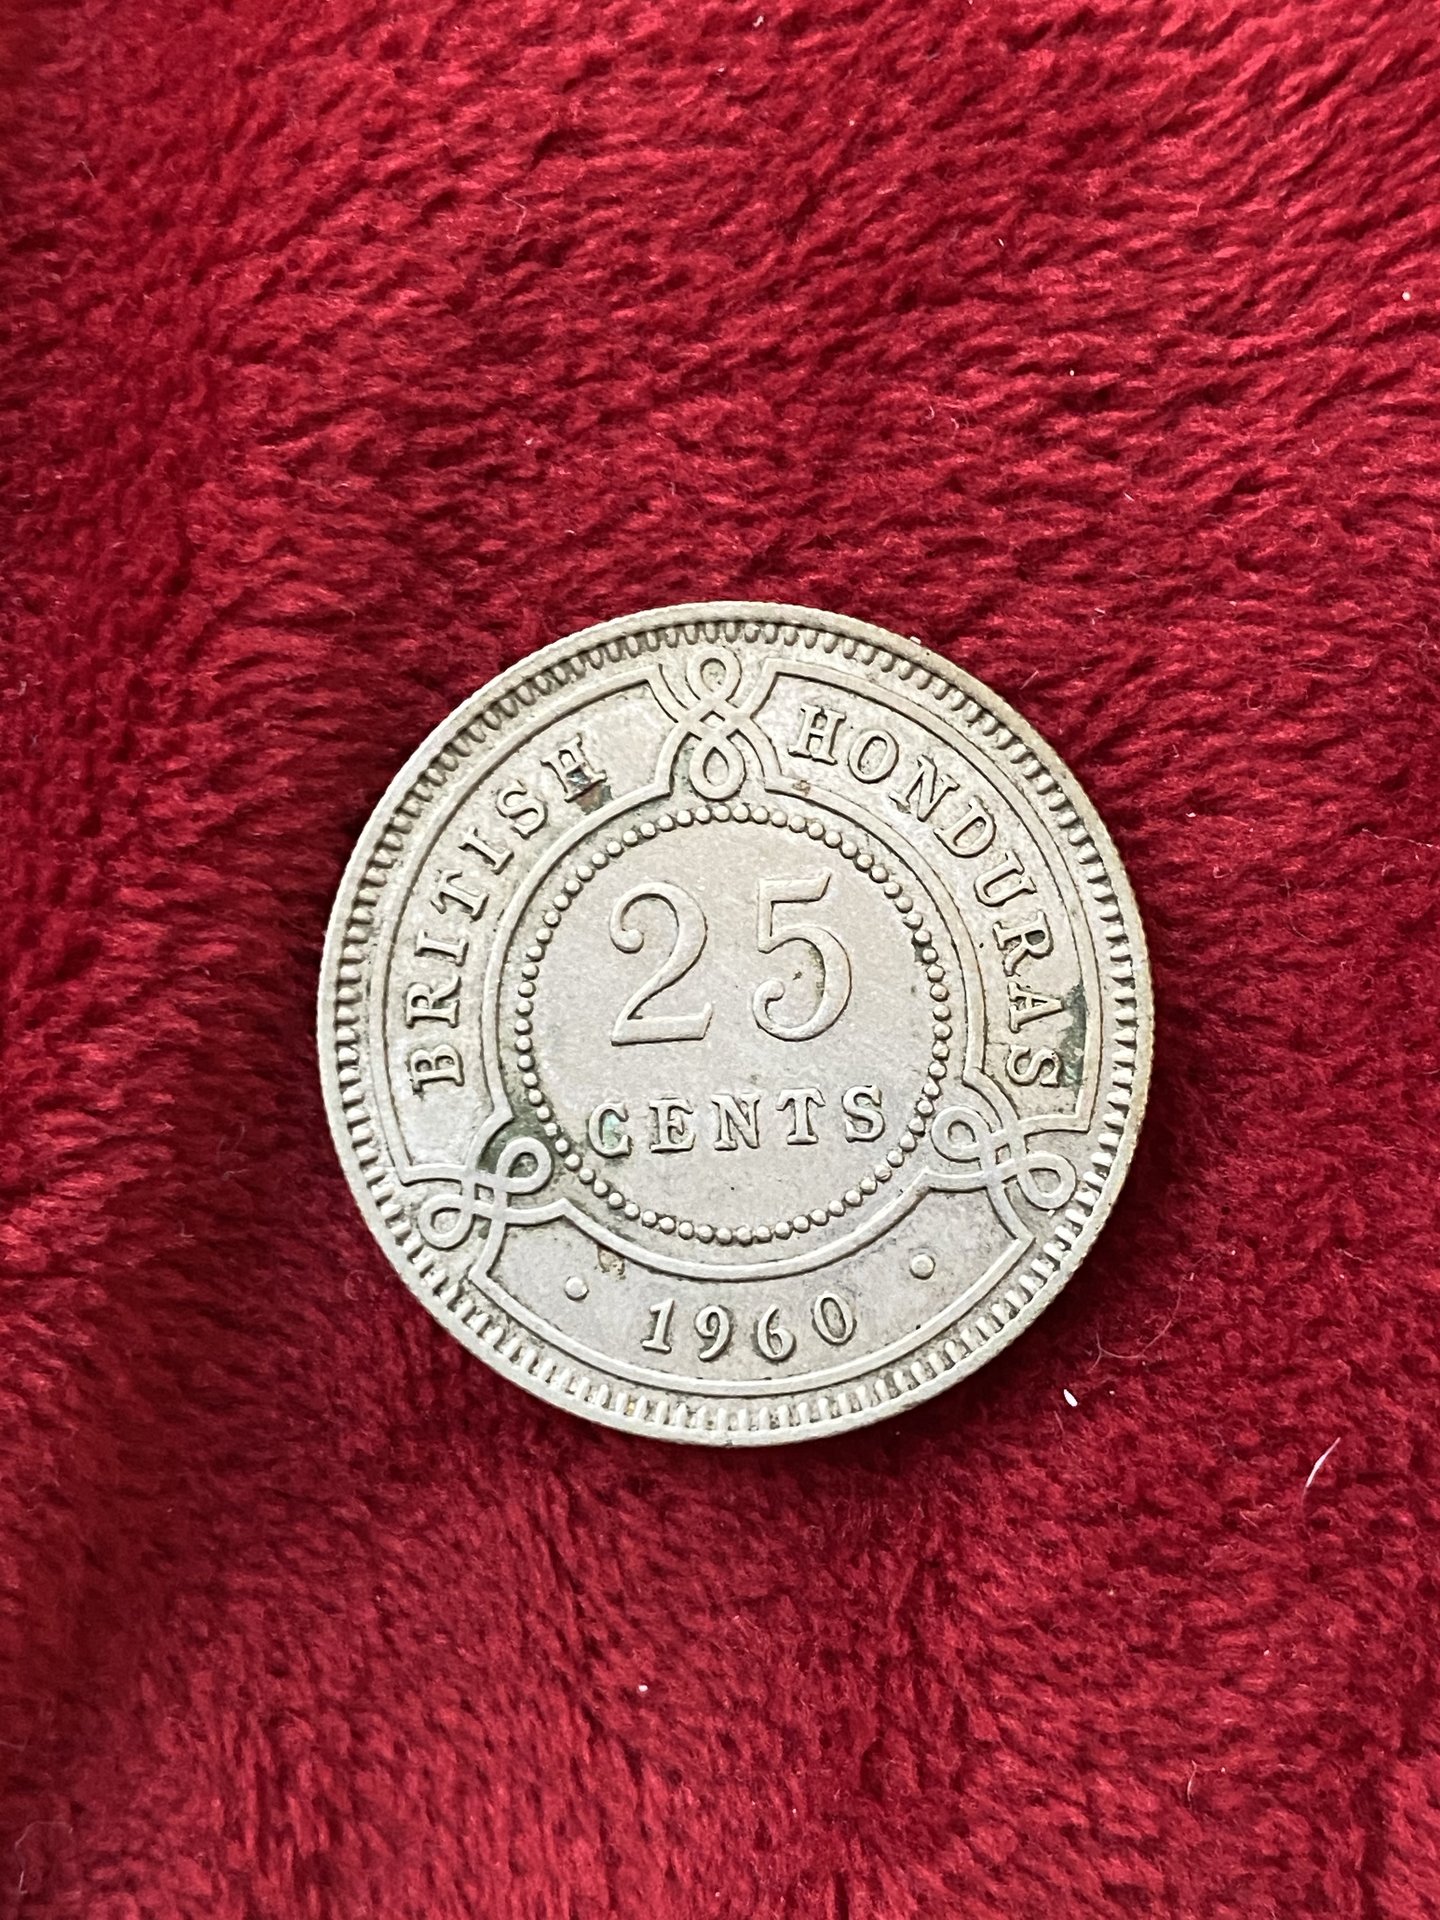 BRITISH HONDURAS
25
CENTS
· 1960 ·